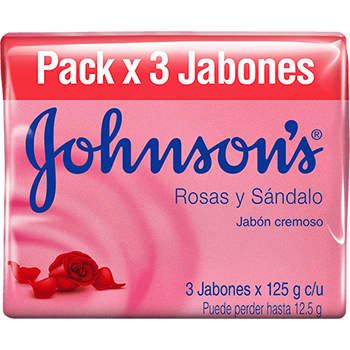 Pack x 3 Jabones
Johnson's®
Rosas y Sándalo
Jabón cremoso
3 Jabones x 125 g c/u
Puede perder hasta 12.5 g